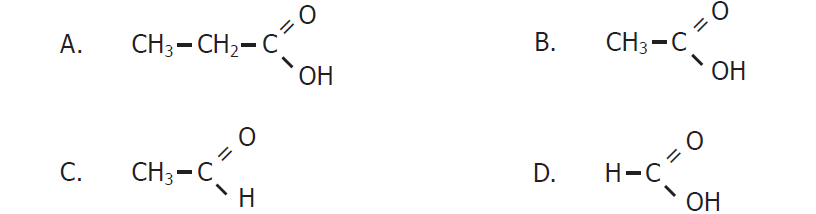 O O
A. CH₃–CH₂–C B. CH₃–C
OH OH
O O
C. CH₃–C D. H–C
H OH